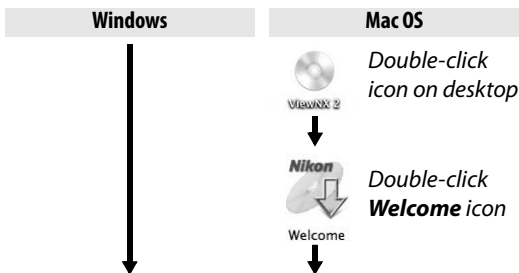 Windows
Mac OS
Double-click
icon on desktop
ViewNX 2
Nikon
Double-click
Welcome icon
Welcome